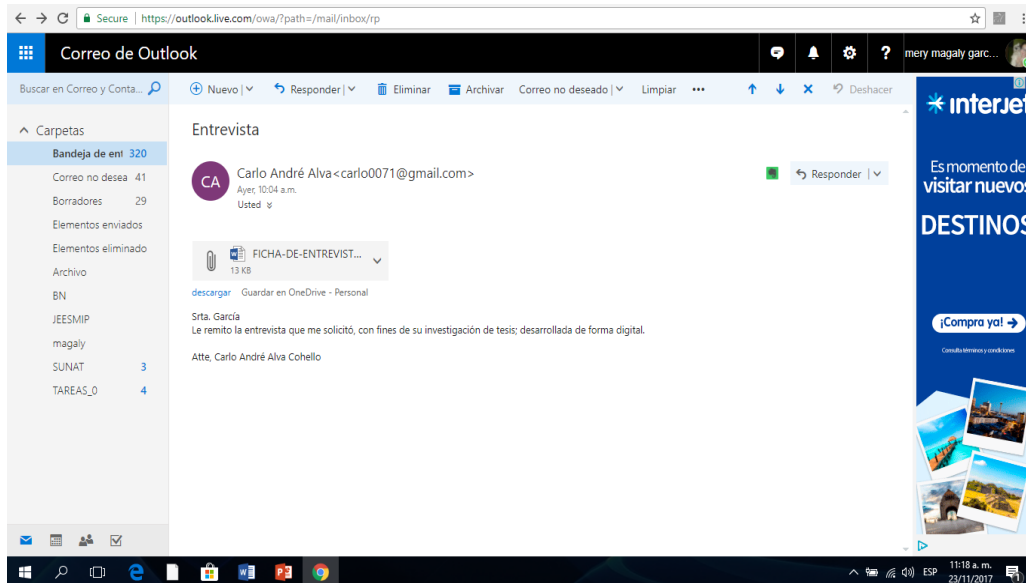 Secure | https://outlook.live.com/owa/?path=/mail/inbox/rp
Correo de Outlook
? mery magaly garc...
Buscar en Correo y Conta...
Nuevo | Responder | Eliminar Archivar Correo no deseado | Limpiar ••• Deshacer
Carpetas
Bandeja de ent 320
Correo no desea 41
Borradores 29
Elementos enviados
Elementos eliminado
Archivo
BN
JEESMIP
magaly
SUNAT 3
TAREAS_0 4
Entrevista
CA
Carlo André Alva<carlo0071@gmail.com>
Ayer, 10:04 a.m.
Usted
Responder |
FICHA-DE-ENTREVIST...
13 KB
descargar Guardar en OneDrive - Personal
Srta. García
Le remito la entrevista que me solicitó, con fines de su investigación de tesis; desarrollada de forma digital.
Atte, Carlo André Alva Cohello
interjet
Es momento de
visitar nuevos
DESTINOS
¡Compra ya!
Consulta términos y condiciones
ESP
11:18 a. m.
23/11/2017